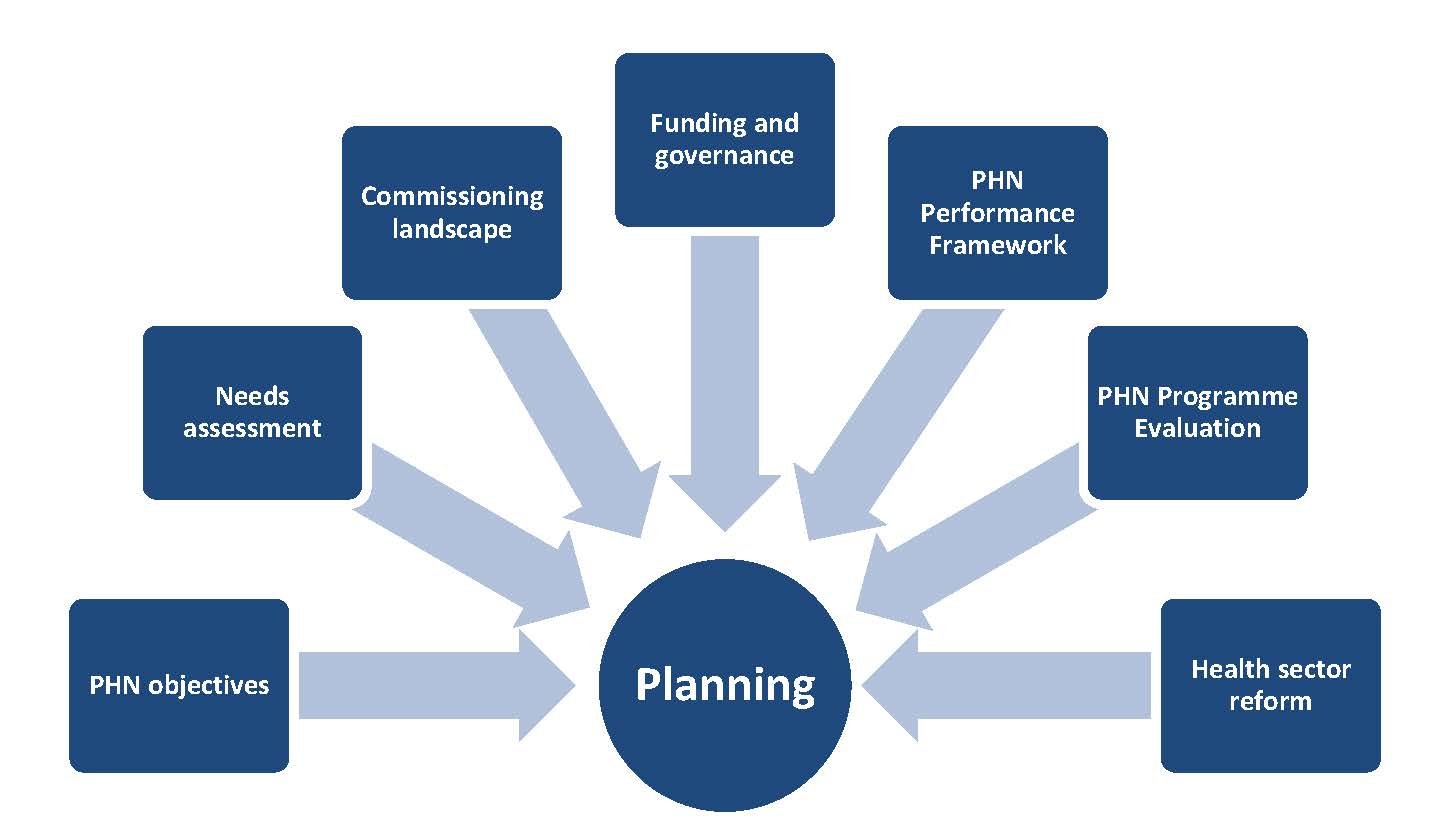 Funding and
governance
Commissioning
landscape
PHN
Performance
Framework
Needs
assessment
PHN Programme
Evaluation
PHN objectives
Planning
Health sector
reform